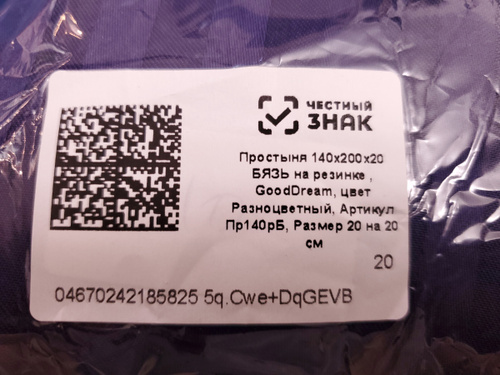 ЧЕСТНЫЙ
ЗНАК
Простыня 140х200х20
БЯЗЬ на резинке ,
GoodDream, цвет
Разноцветный, Артикул
Пр140рБ, Размер 20 на 20
см
20
04670242185825 5q.Cwe+DqGEVB